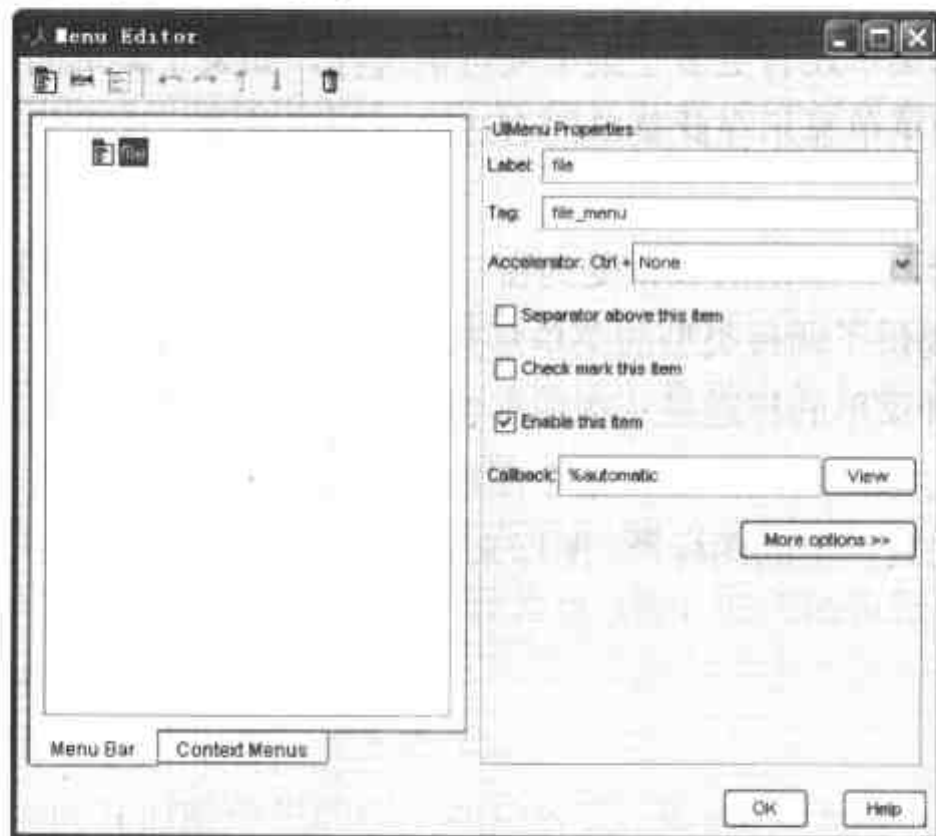 Menu Editor
UIMenu Properties
Label: file
Tag: file_menu
Accelerator: Ctrl + None
Separator above this item
Check mark this item
Enable this item
Callback: %automatic View
More options >>
Menu Bar Context Menus
OK Help